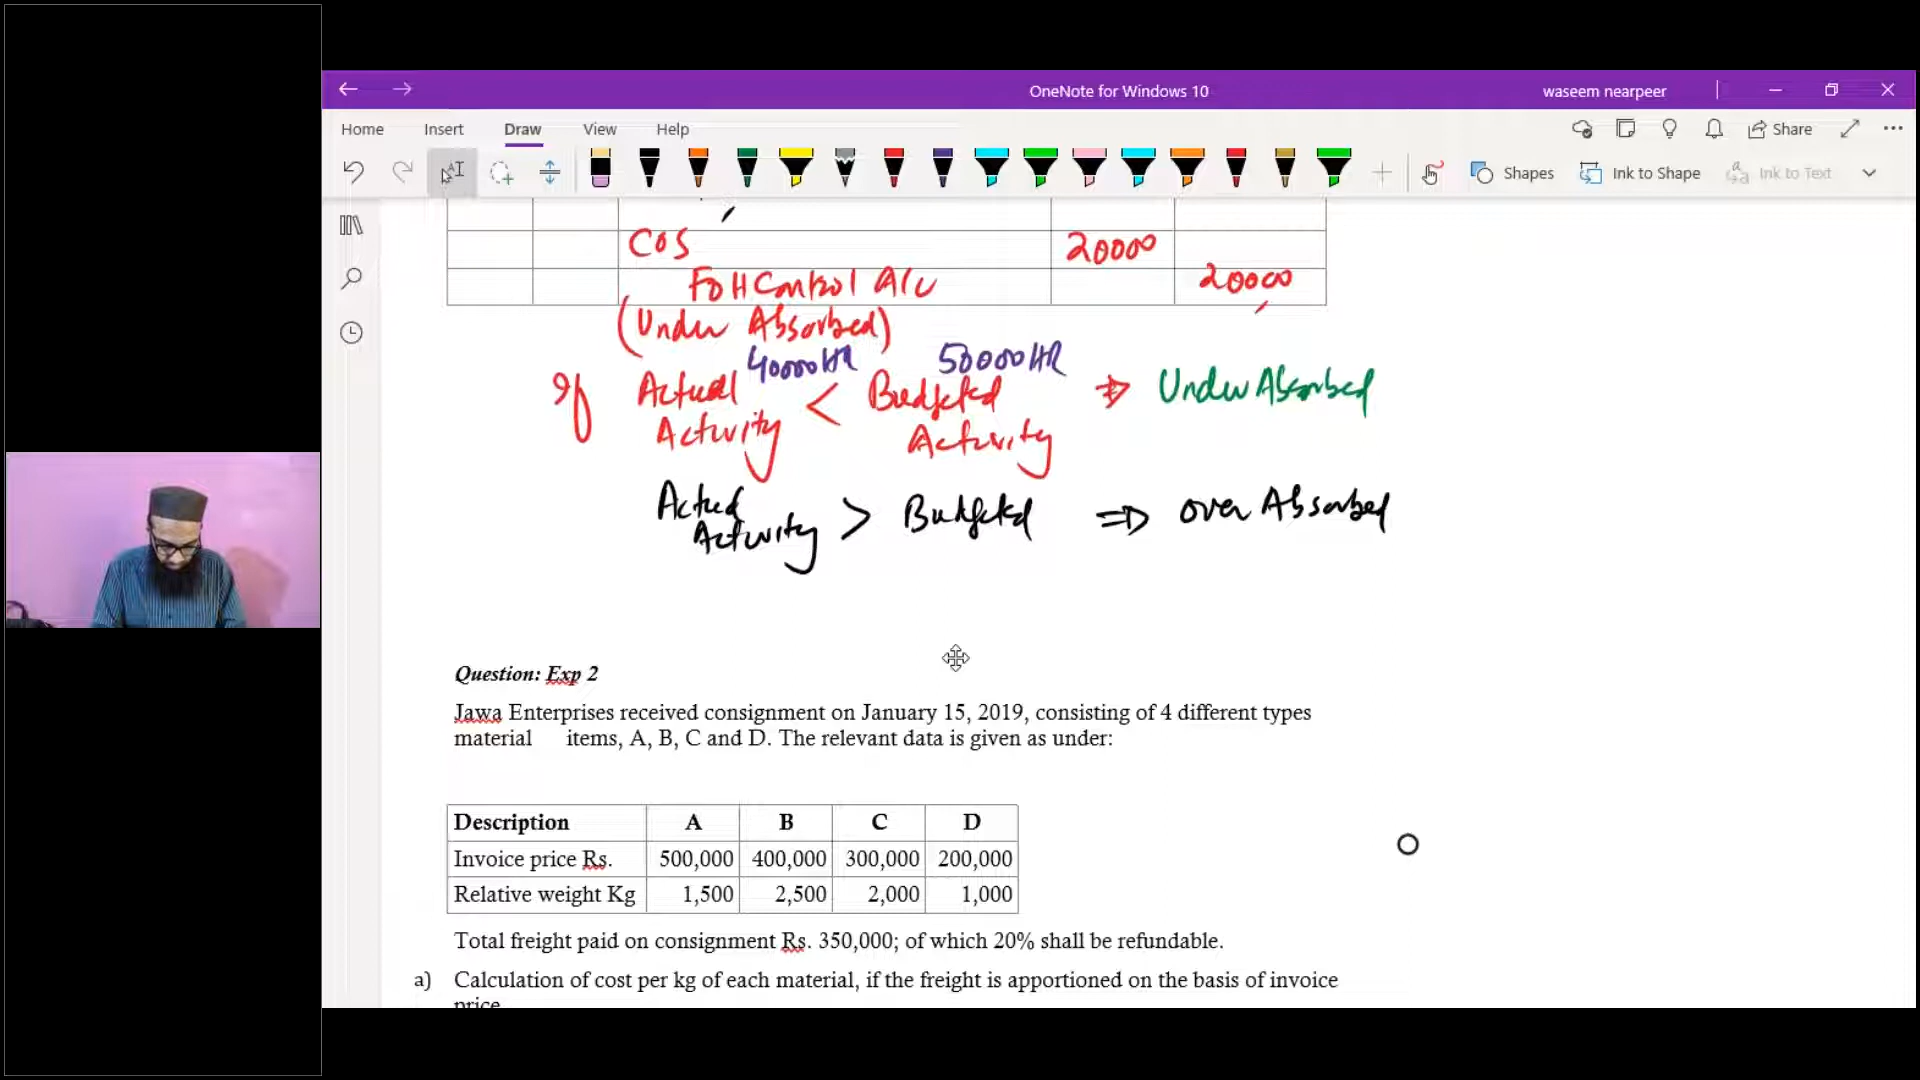 OneNote for Windows 10
waseem nearpeer
Home Insert Draw View Help
Share
Shapes
Ink to Shape
Ink to Text
COS 20000
FOH Control A/c 20000
(Under Absorbed)
40000HR 50000HR
If Actual Activity < Budgeted Activity ⇒ Under Absorbed
Actual Activity > Budgeted ⇒ over Absorbed
Question: Exp 2
Jawa Enterprises received consignment on January 15, 2019, consisting of 4 different types
material items, A, B, C and D. The relevant data is given as under:
Description A B C D
Invoice price Rs. 500,000 400,000 300,000 200,000
Relative weight Kg 1,500 2,500 2,000 1,000
Total freight paid on consignment Rs. 350,000; of which 20% shall be refundable.
a) Calculation of cost per kg of each material, if the freight is apportioned on the basis of invoice
price